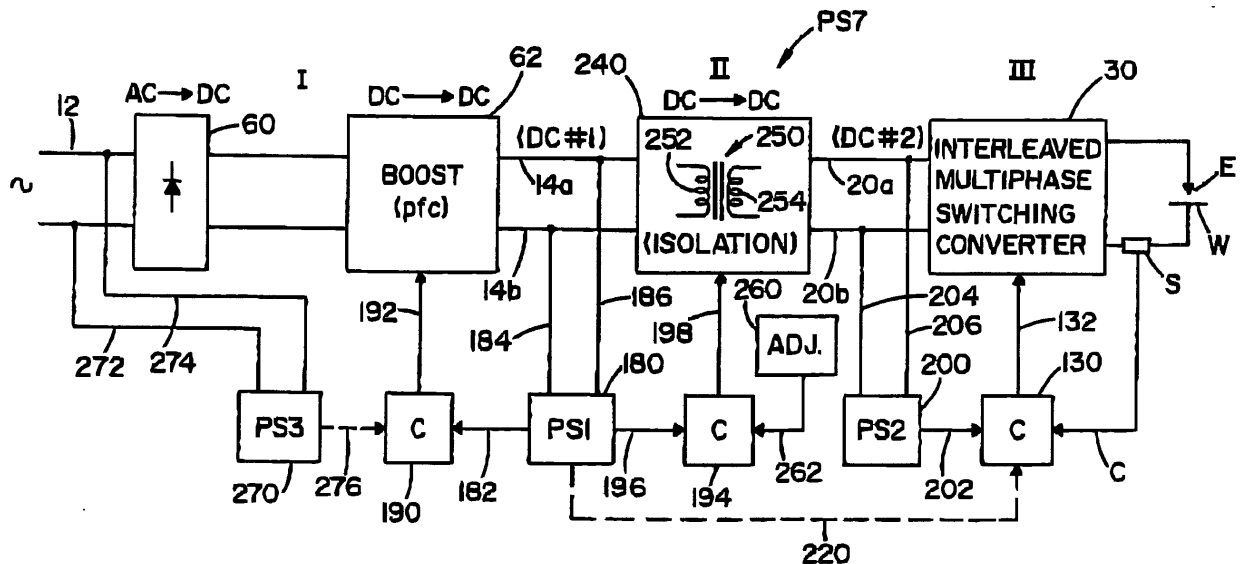 PS7
I
62
240
II
III
30
12
AC→DC
60
DC→DC
DC→DC
(DC#1)
252
250
(DC#2)
INTERLEAVED
MULTIPHASE
SWITCHING
CONVERTER
E
~
BOOST
(pfc)
14a
254
20a
W
(ISOLATION)
S
14b
186
260
20b
204
192
184
198
206
132
272
274
180
ADJ.
200
130
PS3
C
PS1
C
PS2
C
270
276
190
182
196
194
262
202
C
220